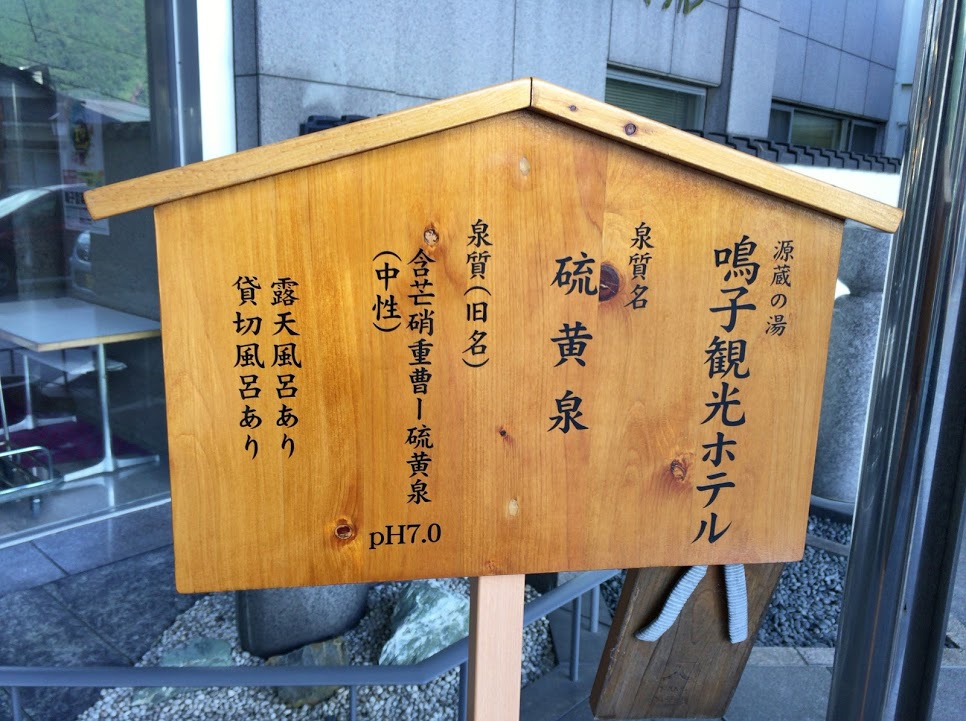 源蔵の湯
鳴子観光ホテル
泉質名
硫黄泉
泉質(旧名)
含芒硝重曹ー硫黄泉
(中性)
pH7.0
露天風呂あり
貸切風呂あり